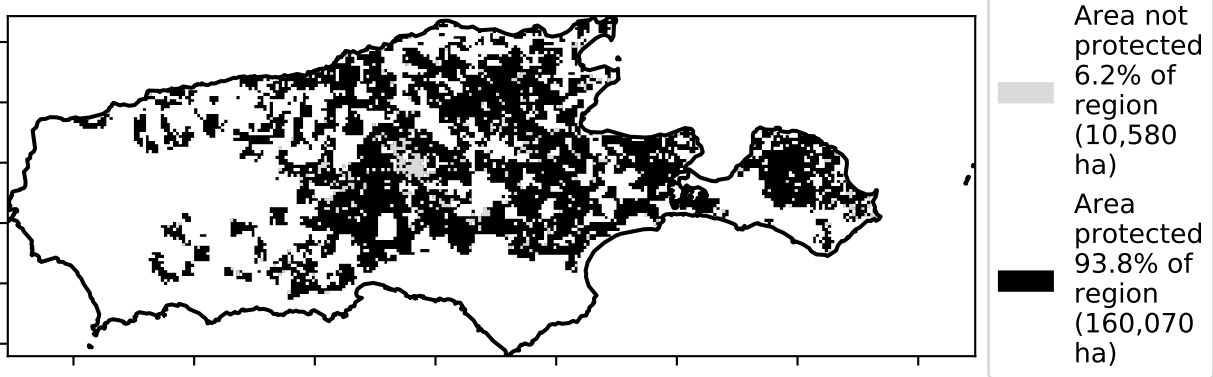 Area not
protected
6.2% of
region
(10,580
ha)
Area
protected
93.8% of
region
(160,070
ha)